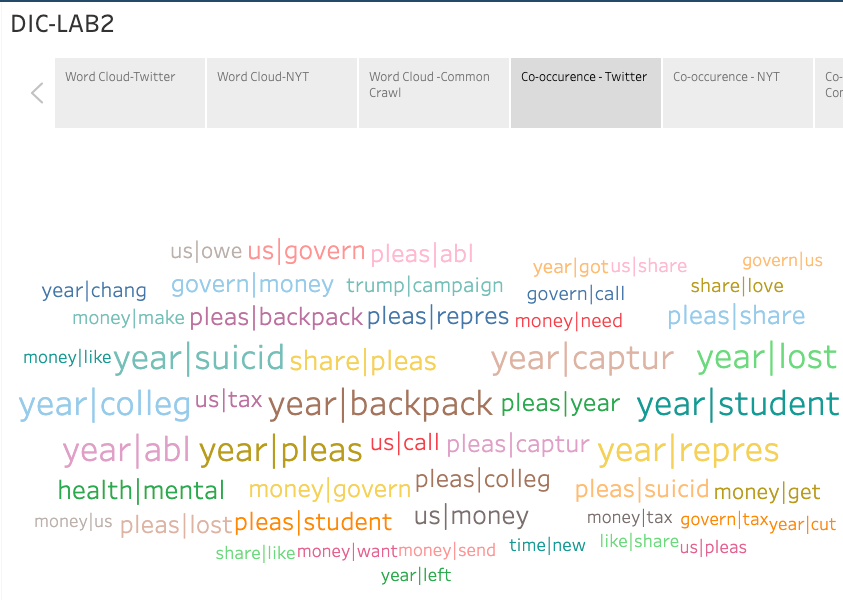 DIC-LAB2
Word Cloud-Twitter
Word Cloud-NYT
Word Cloud -Common
Crawl
Co-occurence - Twitter
Co-occurence - NYT
Co-
us|owe us|govern pleas|abl
year|got us|share govern|us
year|chang govern|money trump|campaign govern|call share|love
money|make pleas|backpack pleas|repres money|need pleas|share
money|like year|suicid share|pleas year|captur year|lost
year|colleg us|tax year|backpack pleas|year year|student
year|abl year|pleas us|call pleas|captur year|repres
health|mental money|govern pleas|colleg pleas|suicid money|get
money|us pleas|lost pleas|student us|money money|tax govern|tax year|cut
share|like money|want money|send time|new like|share us|pleas
year|left